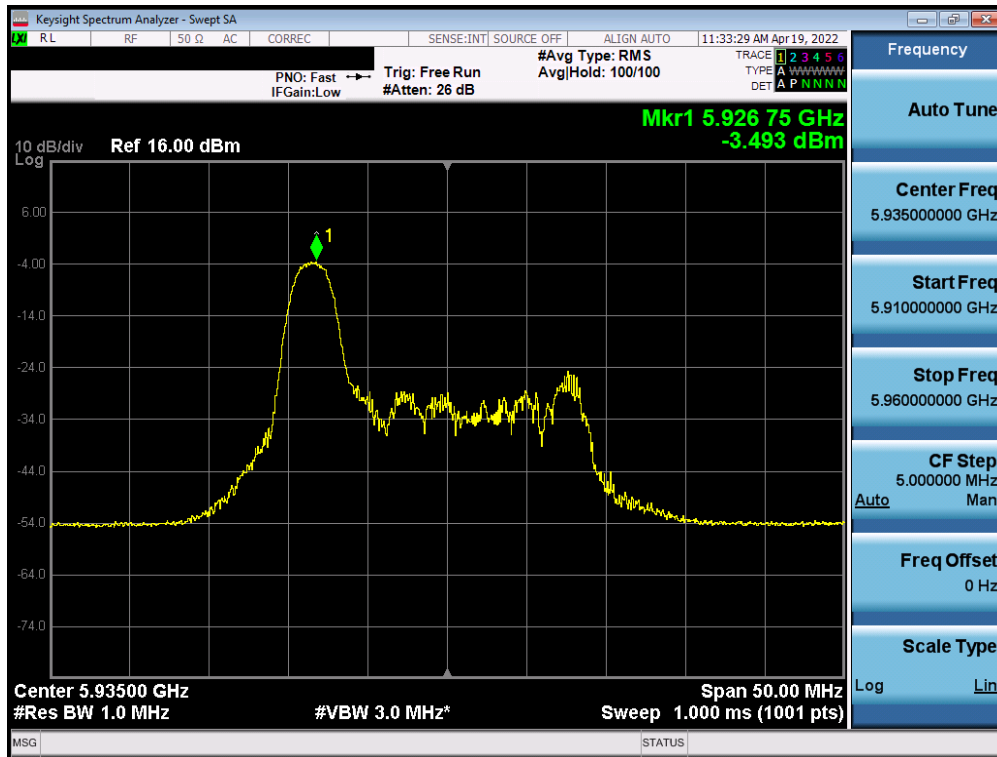 Keysight Spectrum Analyzer - Swept SA
LXI RL RF 50 Ω AC CORREC SENSE:INT SOURCE OFF ALIGN AUTO 11:33:29 AM Apr 19, 2022
PNO: Fast
IFGain:Low
Trig: Free Run
#Atten: 26 dB
#Avg Type: RMS
Avg|Hold: 100/100
TRACE 1 2 3 4 5 6
TYPE A WWWWW
DET A P N N N N
Mkr1 5.926 75 GHz
-3.493 dBm
10 dB/div Ref 16.00 dBm
Log
1
6.00
-4.00
-14.0
-24.0
-34.0
-44.0
-54.0
-64.0
-74.0
Center 5.93500 GHz Span 50.00 MHz
#Res BW 1.0 MHz #VBW 3.0 MHz* Sweep 1.000 ms (1001 pts)
MSG STATUS
Frequency
Auto Tune
Center Freq
5.935000000 GHz
Start Freq
5.910000000 GHz
Stop Freq
5.960000000 GHz
CF Step
5.000000 MHz
Auto Man
Freq Offset
0 Hz
Scale Type
Log Lin